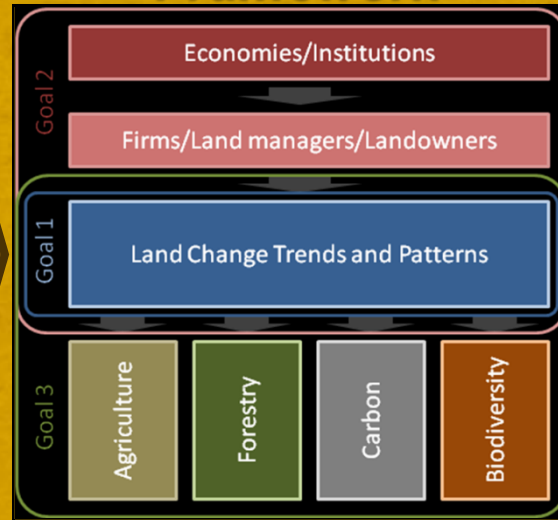 Goal 2
Economies/Institutions
Firms/Land managers/Landowners
Goal 1
Land Change Trends and Patterns
Goal 3
Agriculture
Forestry
Carbon
Biodiversity